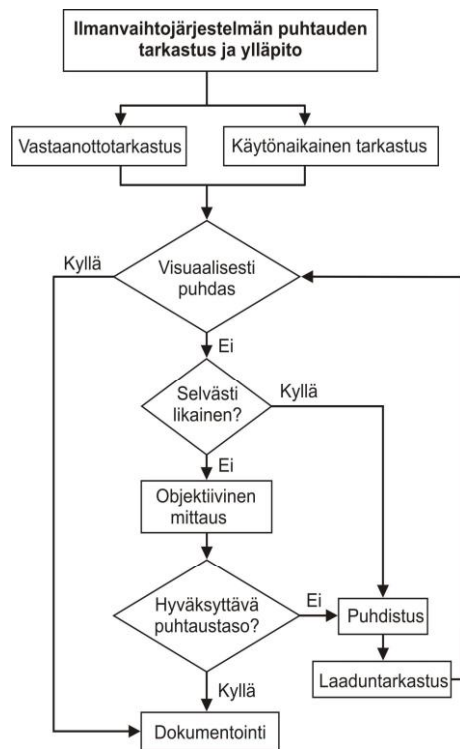 Ilmanvaihtojärjestelmän puhtauden
tarkastus ja ylläpito
Vastaanottotarkastus
Käytönaikainen tarkastus
Kyllä
Visuaalisesti
puhdas
Ei
Selvästi
likainen?
Kyllä
Ei
Objektiivinen
mittaus
Hyväksyttävä
puhtaustaso?
Ei
Puhdistus
Laaduntarkastus
Kyllä
Dokumentointi